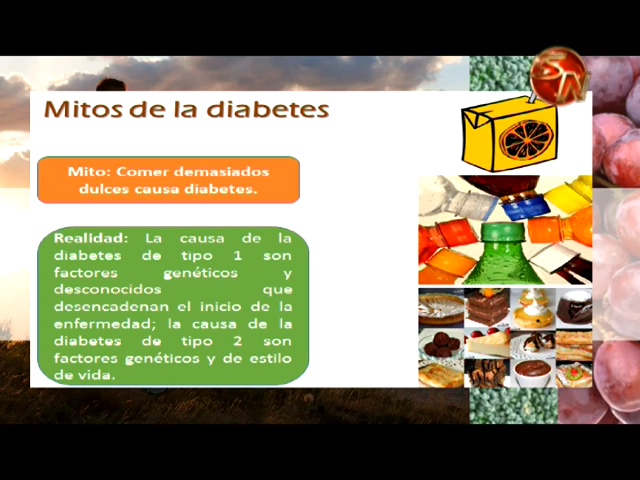 SN
Mitos de la diabetes
Mito: Comer demasiados
dulces causa diabetes.
Realidad: La causa de la
diabetes de tipo 1 son
factores genéticos y
desconocidos que
desencadenan el inicio de la
enfermedad; la causa de la
diabetes de tipo 2 son
factores genéticos y de estilo
de vida.